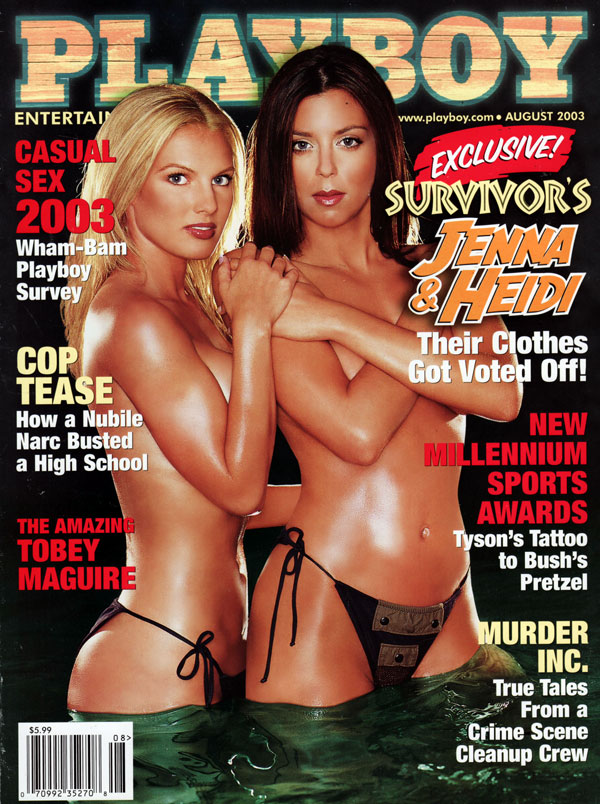 PLAYBOY
www.playboy.com • AUGUST 2003
CASUAL
SEX
2003
Wham-Bam
Playboy
Survey
COP
TEASE
How a Nubile
Narc Busted
a High School
THE AMAZING
TOBEY
MAGUIRE
EXCLUSIVE!
SURVIVOR'S
JENNA
& HEIDI
Their Clothes
Got Voted Off!
NEW
MILLENNIUM
SPORTS
AWARDS
Tyson's Tattoo
to Bush's
Pretzel
MURDER
INC.
True Tales
From a
Crime Scene
Cleanup Crew
$5.99
08>
0 70992 35270 8